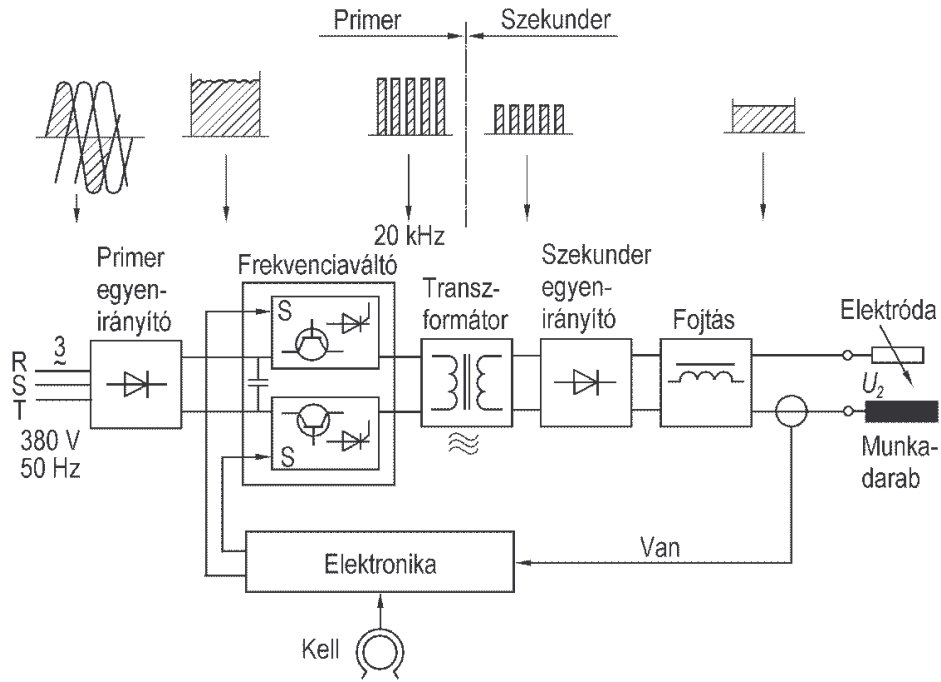 Primer
Szekunder
20 kHz
Primer
egyen-
irányító
Frekvenciaváltó
Transz-
formátor
Szekunder
egyen-
irányító
Fojtás
Elektróda
3
~
R
S
T
380 V
50 Hz
S
S
U₂
Munka-
darab
Elektronika
Van
Kell